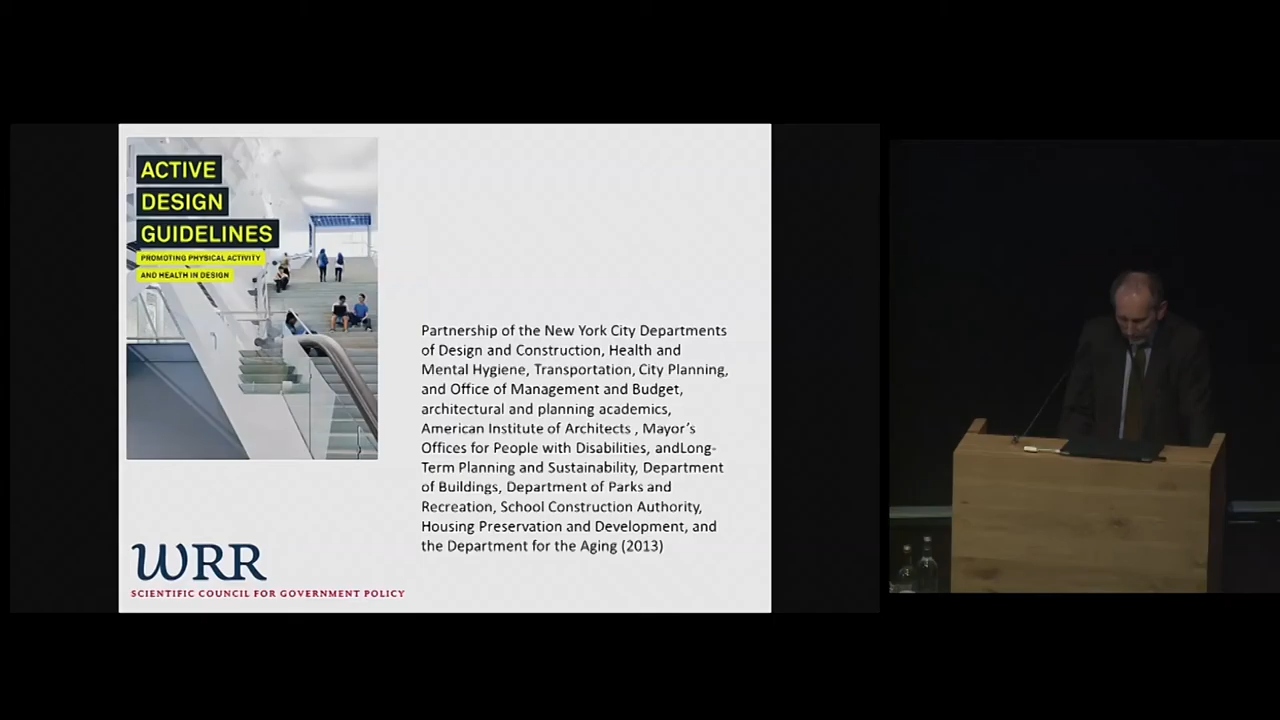 ACTIVE
DESIGN
GUIDELINES
PROMOTING PHYSICAL ACTIVITY
AND HEALTH IN DESIGN
Partnership of the New York City Departments
of Design and Construction, Health and
Mental Hygiene, Transportation, City Planning,
and Office of Management and Budget,
architectural and planning academics,
American Institute of Architects , Mayor’s
Offices for People with Disabilities, andLong-
Term Planning and Sustainability, Department
of Buildings, Department of Parks and
Recreation, School Construction Authority,
Housing Preservation and Development, and
the Department for the Aging (2013)
WRR
SCIENTIFIC COUNCIL FOR GOVERNMENT POLICY